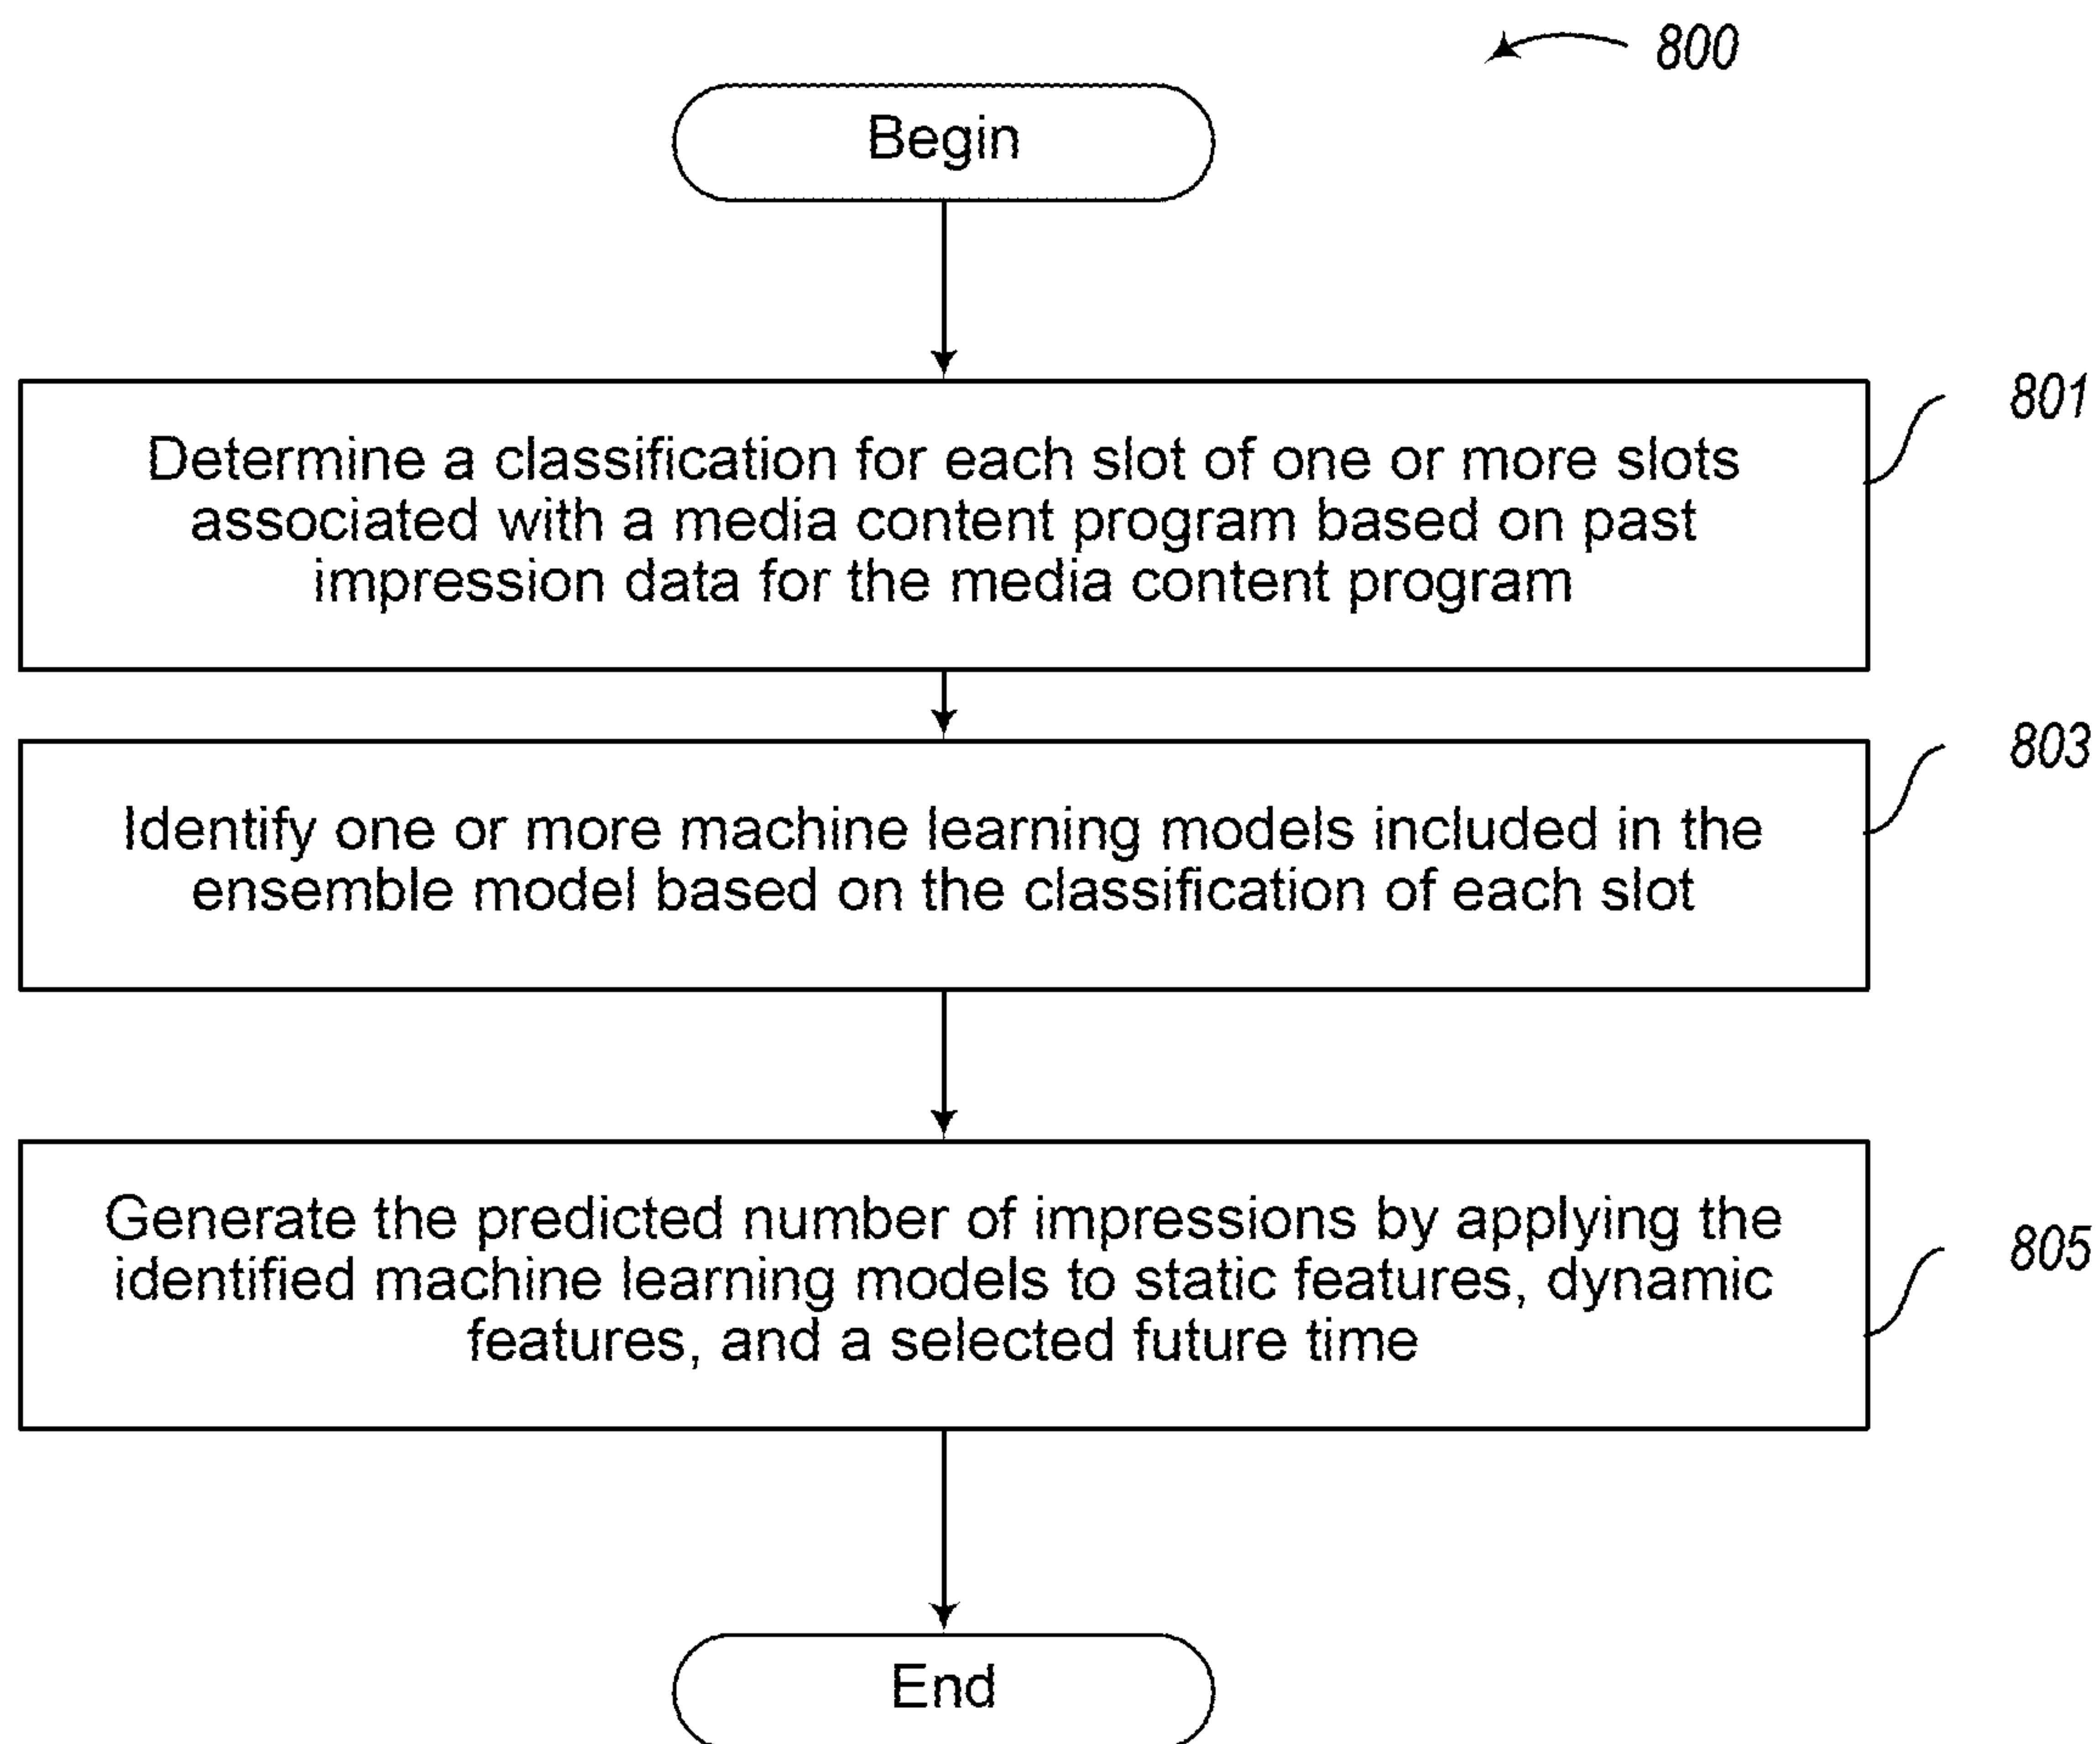 800
Begin
801
Determine a classification for each slot of one or more slots
associated with a media content program based on past
impression data for the media content program
803
Identify one or more machine learning models included in the
ensemble model based on the classification of each slot
Generate the predicted number of impressions by applying the
identified machine learning models to static features, dynamic
features, and a selected future time
805
End